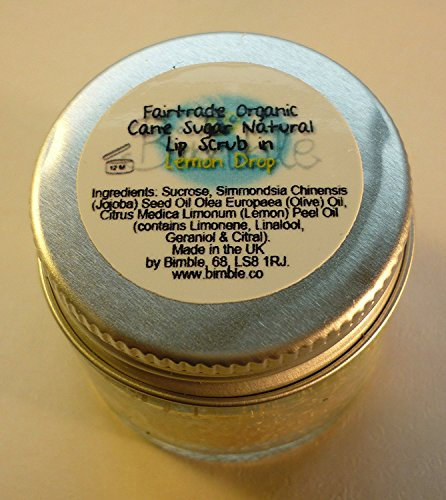 Fairtrade Organic
Cane Sugar Natural
Lip Scrub in
Bimble
Lemon Drop
12 M
Ingredients: Sucrose, Simmondsia Chinensis
(Jojoba) Seed Oil Olea Europaea (Olive) Oil,
Citrus Medica Limonum (Lemon) Peel Oil
(contains Limonene, Linalool,
Geraniol & Citral).
Made in the UK
by Bimble, 68, LS8 1RJ.
www.bimble.co